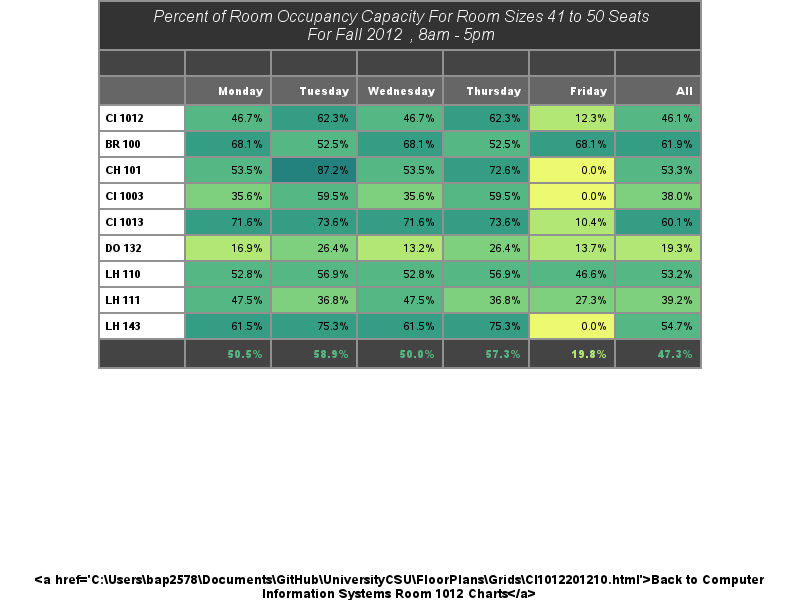 Percent of Room Occupancy Capacity For Room Sizes 41 to 50 Seats
For Fall 2012 , 8am - 5pm
Monday Tuesday Wednesday Thursday Friday All
CI 1012 46.7% 62.3% 46.7% 62.3% 12.3% 46.1%
BR 100 68.1% 52.5% 68.1% 52.5% 68.1% 61.9%
CH 101 53.5% 87.2% 53.5% 72.6% 0.0% 53.3%
CI 1003 35.6% 59.5% 35.6% 59.5% 0.0% 38.0%
CI 1013 71.6% 73.6% 71.6% 73.6% 10.4% 60.1%
DO 132 16.9% 26.4% 13.2% 26.4% 13.7% 19.3%
LH 110 52.8% 56.9% 52.8% 56.9% 46.6% 53.2%
LH 111 47.5% 36.8% 47.5% 36.8% 27.3% 39.2%
LH 143 61.5% 75.3% 61.5% 75.3% 0.0% 54.7%
50.5% 58.9% 50.0% 57.3% 19.8% 47.3%
<a href='C:\Users\bap2578\Documents\GitHub\UniversityCSU\FloorPlans\Grids\CI1012201210.html'>Back to Computer
Information Systems Room 1012 Charts</a>